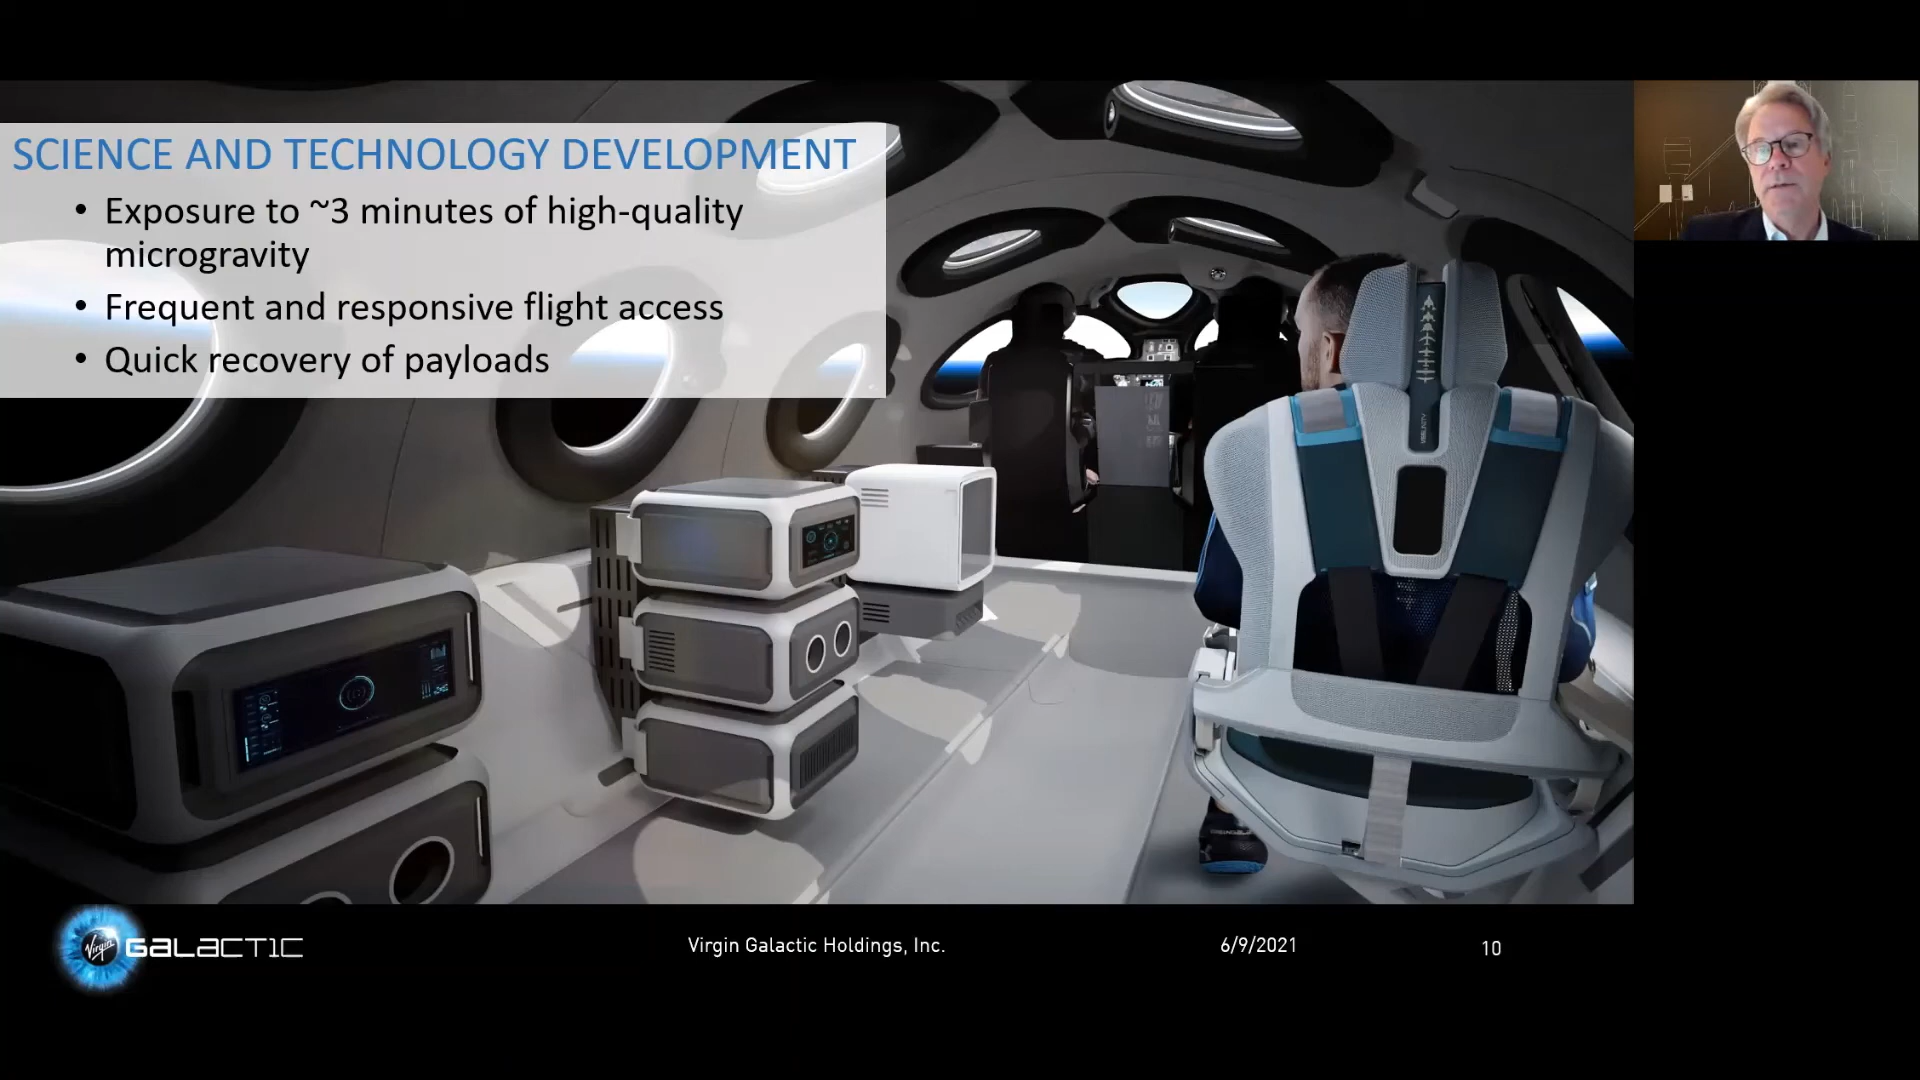 SCIENCE AND TECHNOLOGY DEVELOPMENT
• Exposure to ~3 minutes of high-quality
microgravity
• Frequent and responsive flight access
• Quick recovery of payloads
Virgin GALACTIC
Virgin Galactic Holdings, Inc.
6/9/2021
10